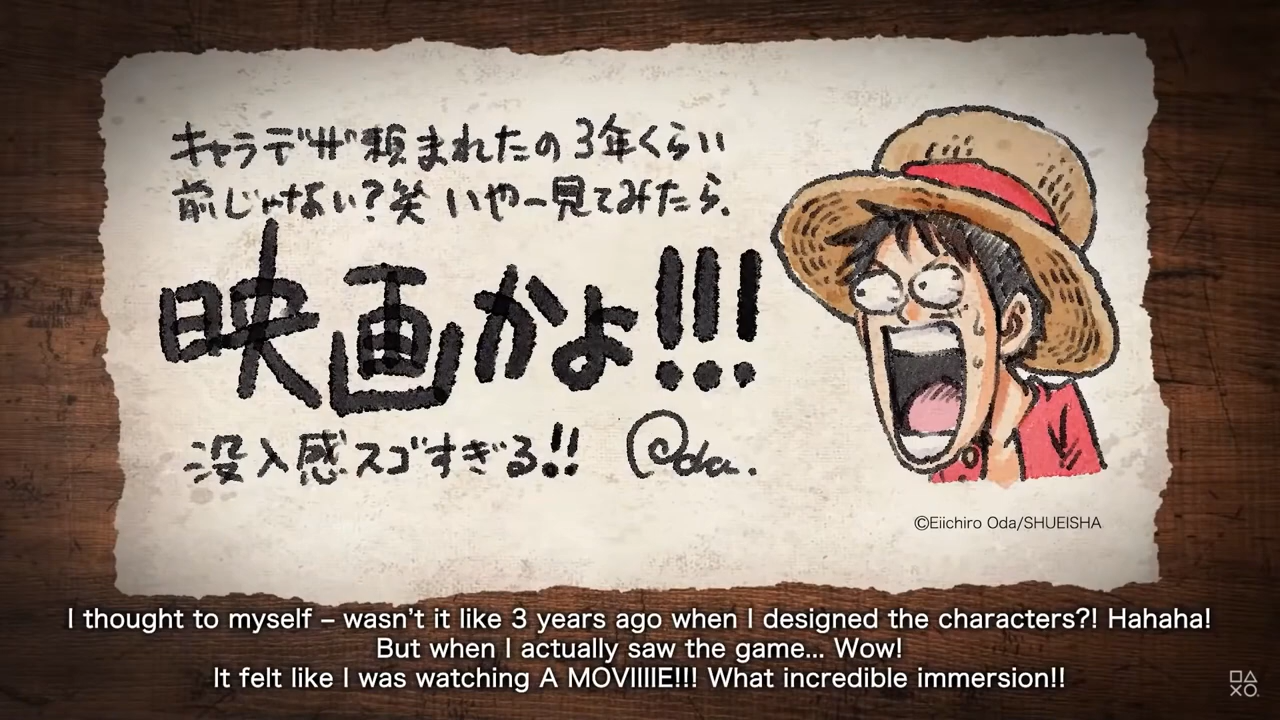 キャラデザ頼まれたの3年くらい
前じゃない?笑 いやー見てみたら、
映画かよ!!!
没入感スゴすぎる!! @da.
©Eiichiro Oda/SHUEISHA
I thought to myself – wasn't it like 3 years ago when I designed the characters?! Hahaha!
But when I actually saw the game... Wow!
It felt like I was watching A MOVIIIIE!!! What incredible immersion!!